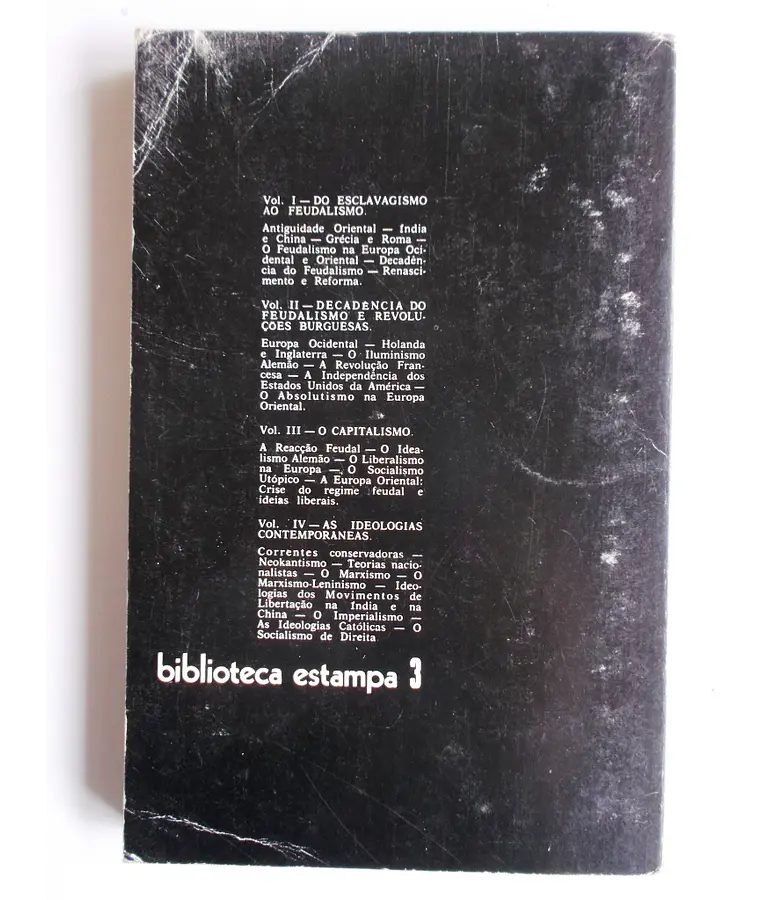 Vol. I — DO ESCLAVAGISMO
AO FEUDALISMO.
Antiguidade Oriental — Índia
e China — Grécia e Roma —
O Feudalismo na Europa Oci-
dental e Oriental — Decadên-
cia do Feudalismo — Renasci-
mento e Reforma.
Vol. II — DECADÊNCIA DO
FEUDALISMO E REVOLU-
ÇÕES BURGUESAS.
Europa Ocidental — Holanda
e Inglaterra — O Iluminismo
Alemão — A Revolução Fran-
cesa — A Independência dos
Estados Unidos da América —
O Absolutismo na Europa
Oriental.
Vol. III — O CAPITALISMO.
A Reacção Feudal — O Idea-
lismo Alemão — O Liberalismo
na Europa — O Socialismo
Utópico — A Europa Oriental:
Crise do regime feudal e
ideias liberais.
Vol. IV — AS IDEOLOGIAS
CONTEMPORÂNEAS.
Correntes conservadoras —
Neokantismo — Teorias nacio-
nalistas — O Marxismo — O
Marxismo-Leninismo — Ideo-
logias dos Movimentos de
Libertação na Índia e na
China — O Imperialismo —
As Ideologias Católicas — O
Socialismo de Direita
biblioteca estampa 3